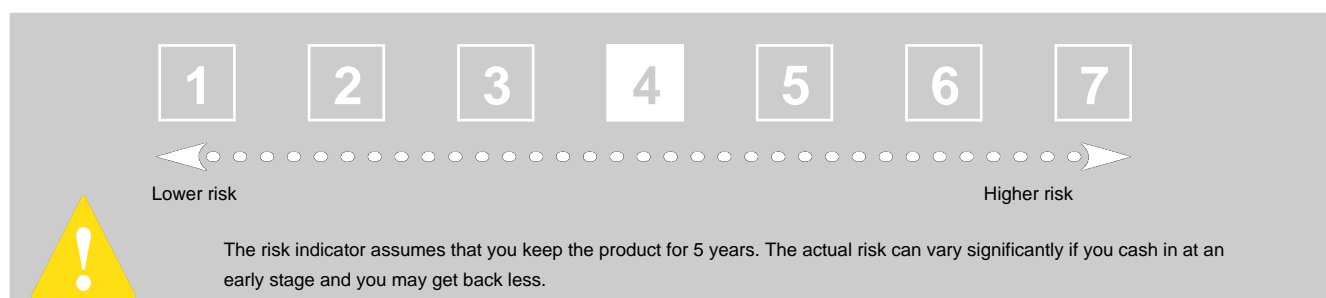 1 2 3 4 5 6 7
Lower risk Higher risk
!
The risk indicator assumes that you keep the product for 5 years. The actual risk can vary significantly if you cash in at an
early stage and you may get back less.